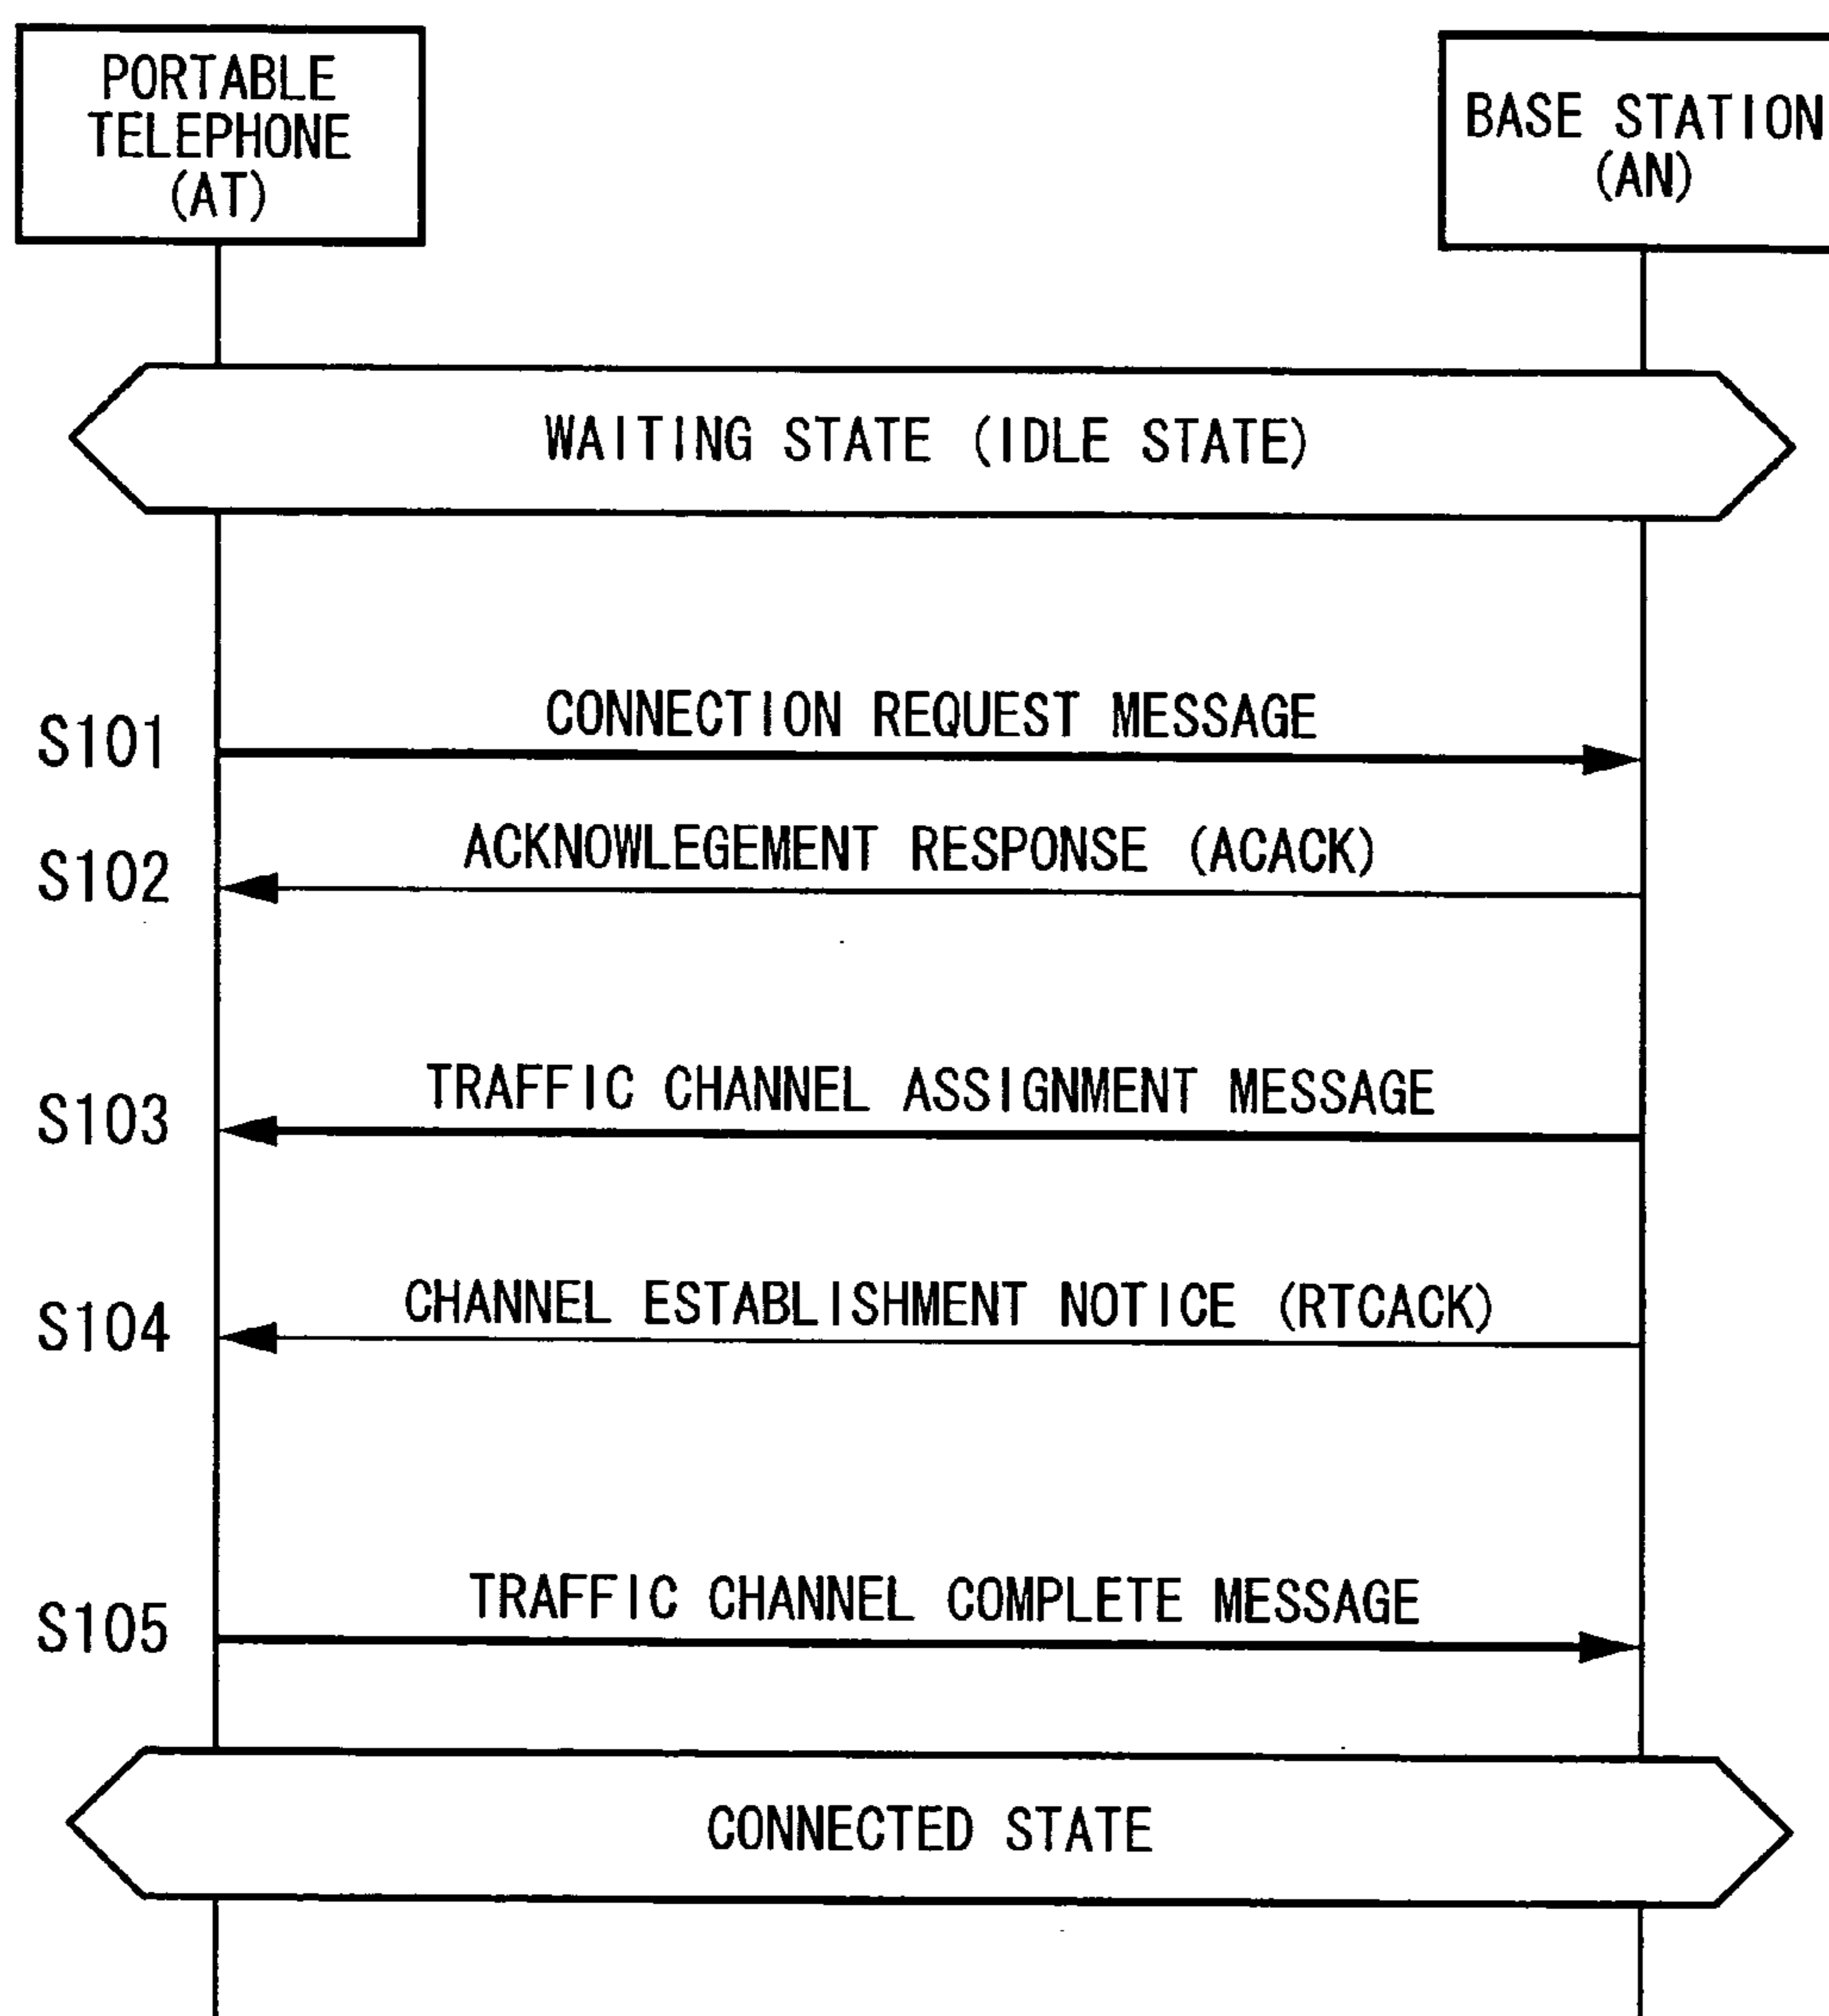 PORTABLE
TELEPHONE
(AT)
BASE STATION
(AN)
WAITING STATE (IDLE STATE)
S101
CONNECTION REQUEST MESSAGE
S102
ACKNOWLEGEMENT RESPONSE (ACACK)
S103
TRAFFIC CHANNEL ASSIGNMENT MESSAGE
S104
CHANNEL ESTABLISHMENT NOTICE (RTCACK)
S105
TRAFFIC CHANNEL COMPLETE MESSAGE
CONNECTED STATE